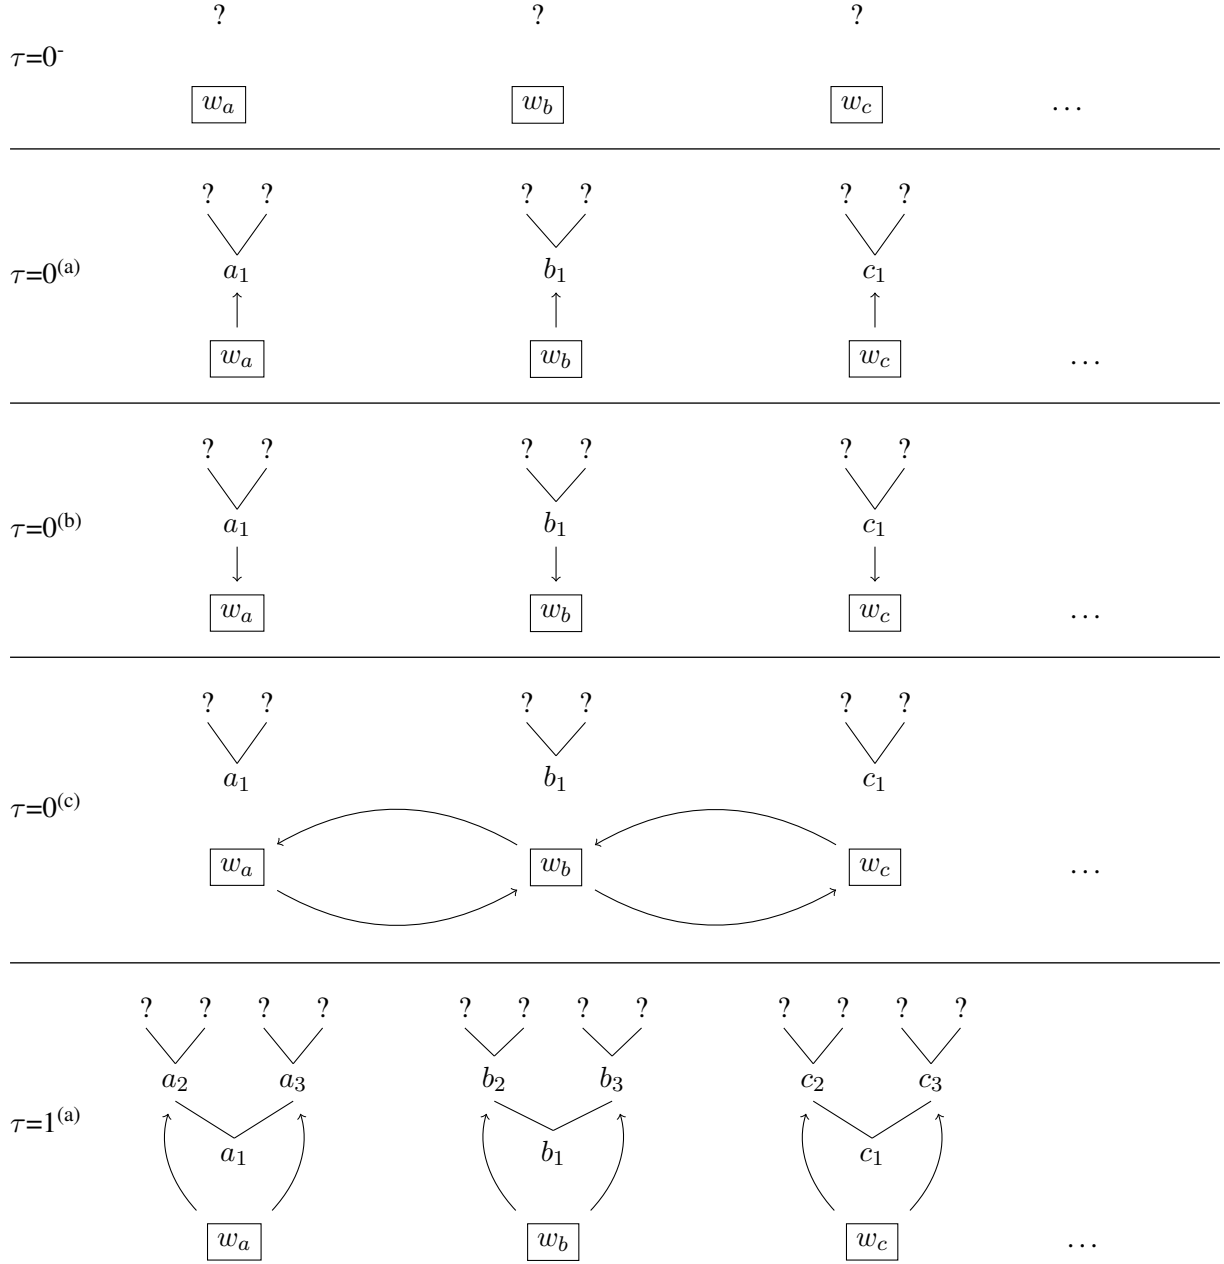 ? ? ?
τ=0-
w_a w_b w_c …
? ? ? ? ? ?
τ=0(a)
a_1 b_1 c_1
w_a w_b w_c …
? ? ? ? ? ?
τ=0(b)
a_1 b_1 c_1
w_a w_b w_c …
? ? ? ? ? ?
a_1 b_1 c_1
τ=0(c)
w_a w_b w_c …
? ? ? ? ? ? ? ? ? ? ? ?
a_2 a_3 b_2 b_3 c_2 c_3
τ=1(a)
a_1 b_1 c_1
w_a w_b w_c …